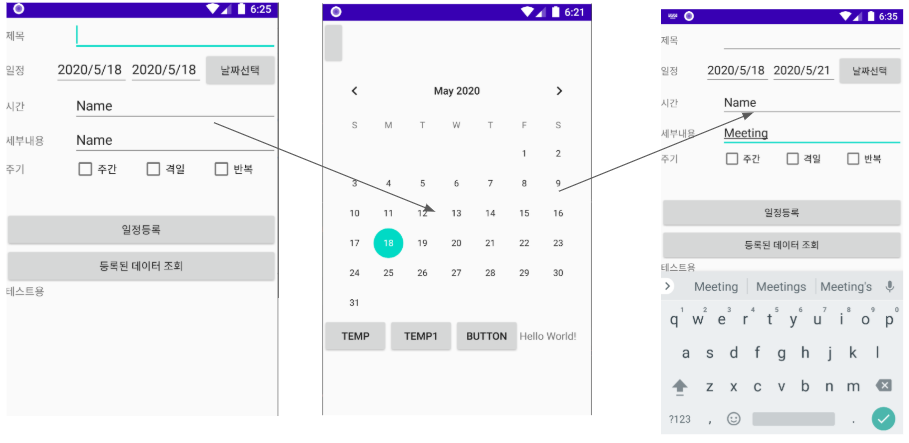 6:25
제목
일정 2020/5/18 2020/5/18 날짜선택
시간 Name
세부내용 Name
주기 주간 격일 반복
일정등록
등록된 데이터 조회
테스트용
6:21
May 2020
S M T W T F S
1 2
3 4 5 6 7 8 9
10 11 12 13 14 15 16
17 18 19 20 21 22 23
24 25 26 27 28 29 30
31
TEMP TEMP1 BUTTON Hello World!
6:35
제목
일정 2020/5/18 2020/5/21 날짜선택
시간 Name
세부내용 Meeting
주기 주간 격일 반복
일정등록
등록된 데이터 조회
테스트용
Meeting Meetings Meeting's
q1 w2 e3 r4 t5 y6 u7 i8 o9 p0
a s d f g h j k l
z x c v b n m
?123 , .